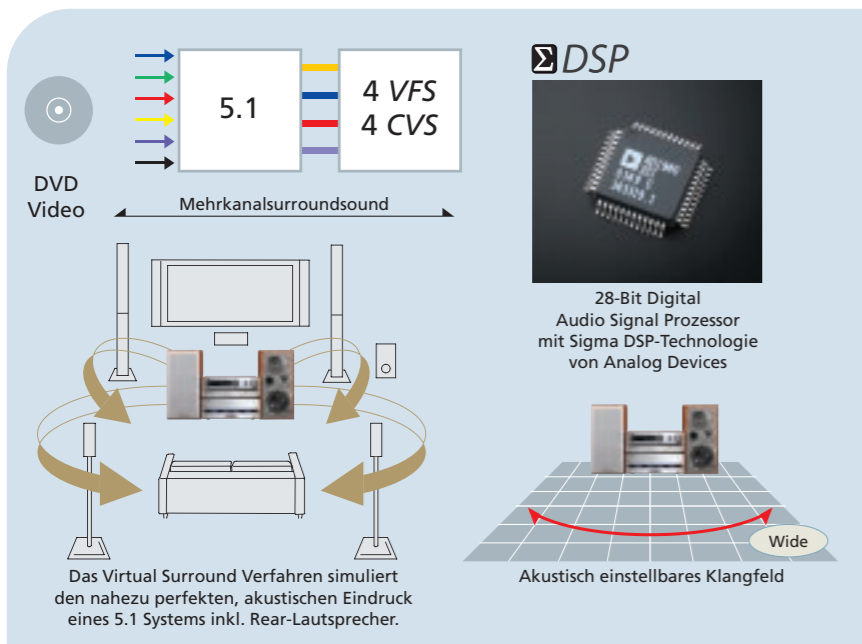 5.1
4 VFS
4 CVS
DVD
Video
Mehrkanalsurroundsound
Das Virtual Surround Verfahren simuliert
den nahezu perfekten, akustischen Eindruck
eines 5.1 Systems inkl. Rear-Lautsprecher.
Σ DSP
28-Bit Digital
Audio Signal Prozessor
mit Sigma DSP-Technologie
von Analog Devices
Wide
Akustisch einstellbares Klangfeld